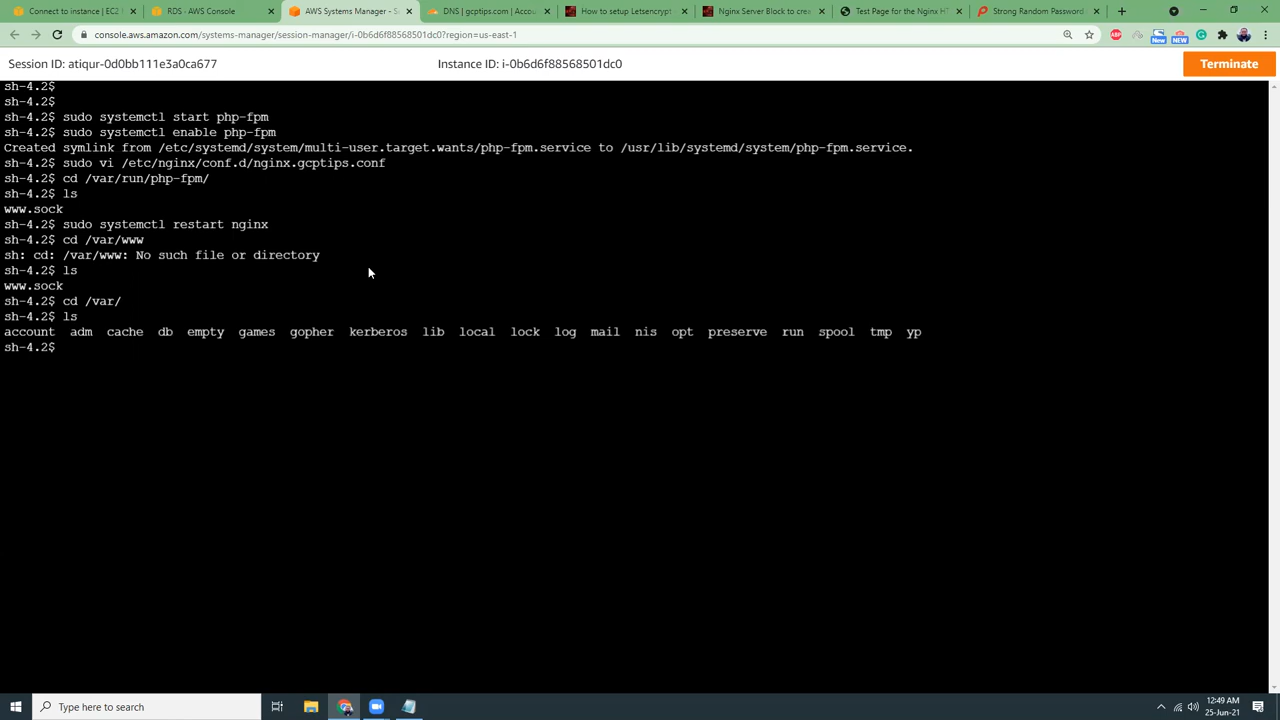 Connect to EC2 I
RDS - AWS Console
AWS Systems Manager - Se
DNS | gcptips.com | Accou
How to setup Letsencrypt
Nginx Server Block to cre
Test Page for the Nginx HT
Strong Random Password
console.aws.amazon.com/systems-manager/session-manager/i-0b6d6f88568501dc0?region=us-east-1
ABP
New
NEW
Session ID: atiqur-0d0bb111e3a0ca677
Instance ID: i-0b6d6f88568501dc0
Terminate
sh-4.2$
sh-4.2$
sh-4.2$ sudo systemctl start php-fpm
sh-4.2$ sudo systemctl enable php-fpm
Created symlink from /etc/systemd/system/multi-user.target.wants/php-fpm.service to /usr/lib/systemd/system/php-fpm.service.
sh-4.2$ sudo vi /etc/nginx/conf.d/nginx.gcptips.conf
sh-4.2$ cd /var/run/php-fpm/
sh-4.2$ ls
www.sock
sh-4.2$ sudo systemctl restart nginx
sh-4.2$ cd /var/www
sh: cd: /var/www: No such file or directory
sh-4.2$ ls
www.sock
sh-4.2$ cd /var/
sh-4.2$ ls
account adm cache db empty games gopher kerberos lib local lock log mail nis opt preserve run spool tmp yp
sh-4.2$
Type here to search
12:49 AM
25-Jun-21